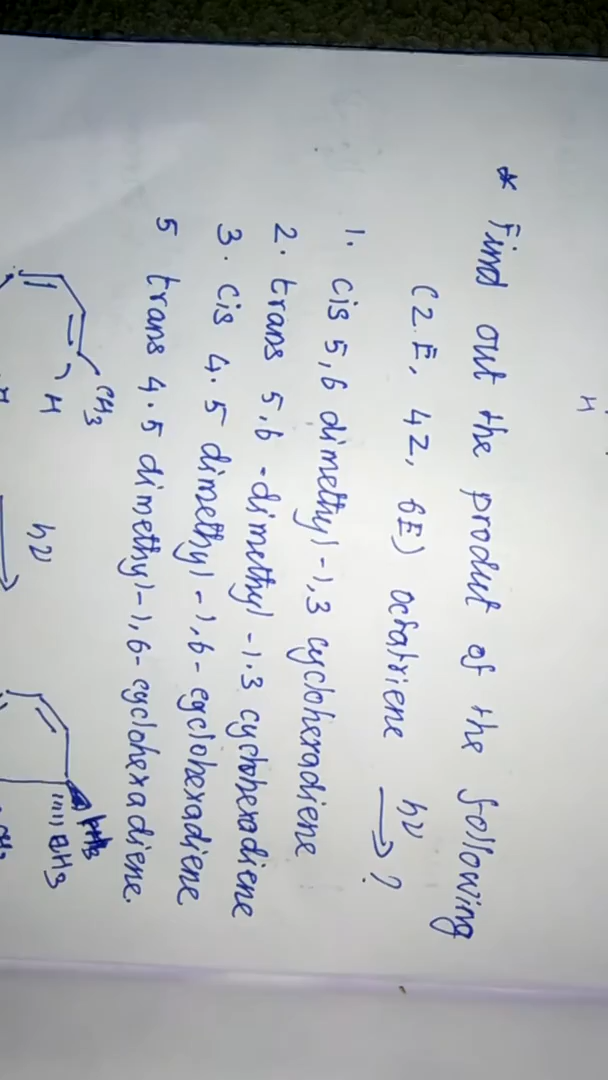 H
* Find out the produt of the following
(2E, 4Z, 6E) octatriene hν → ?
1. cis 5,6 dimethyl-1,3 cyclohexadiene
2. trans 5.6-dimethyl-1.3 cyclohexadiene
3. cis 4.5 dimethyl-1,6-cyclohexadiene
5 trans 4.5 dimethyl-1,6-cyclohexadiene.
CH3
H
hν
CH3